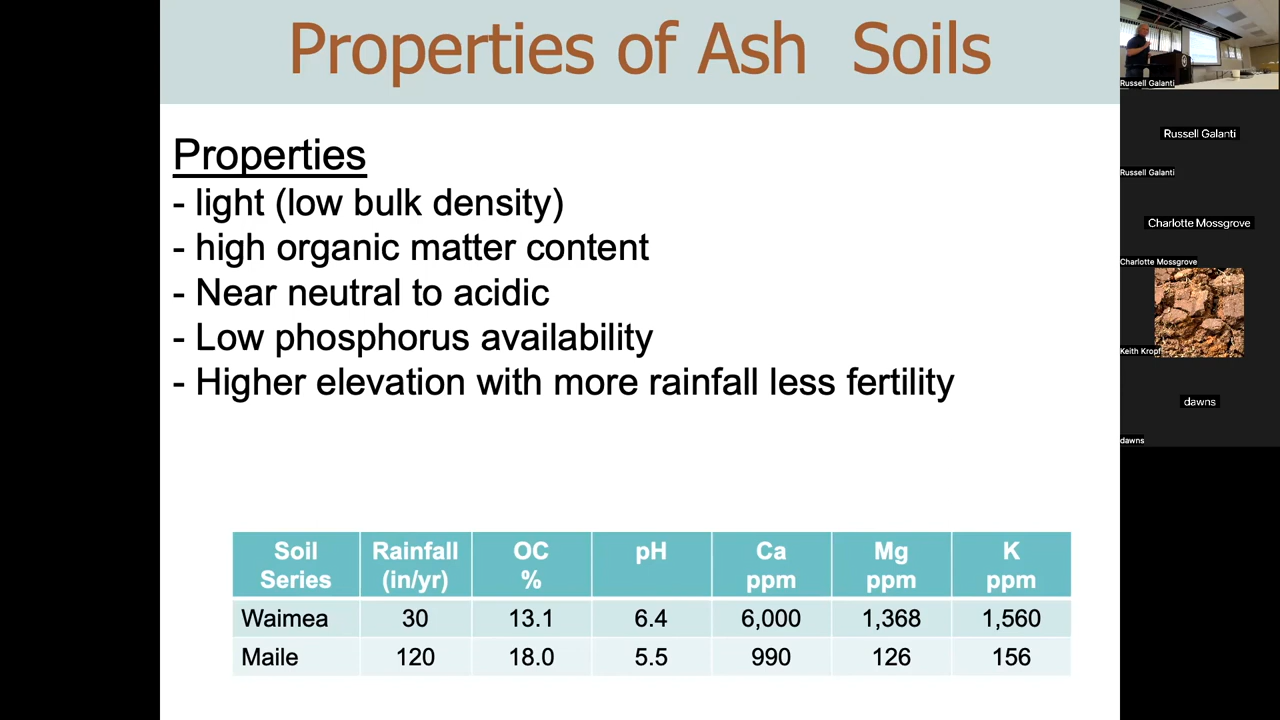 Properties of Ash Soils
Properties
- light (low bulk density)
- high organic matter content
- Near neutral to acidic
- Low phosphorus availability
- Higher elevation with more rainfall less fertility
Soil Series Rainfall (in/yr) OC % pH Ca ppm Mg ppm K ppm
Waimea 30 13.1 6.4 6,000 1,368 1,560
Maile 120 18.0 5.5 990 126 156
Russell Galanti
Russell Galanti
Russell Galanti
Charlotte Mossgrove
Charlotte Mossgrove
Keith Kropf
dawns
dawns